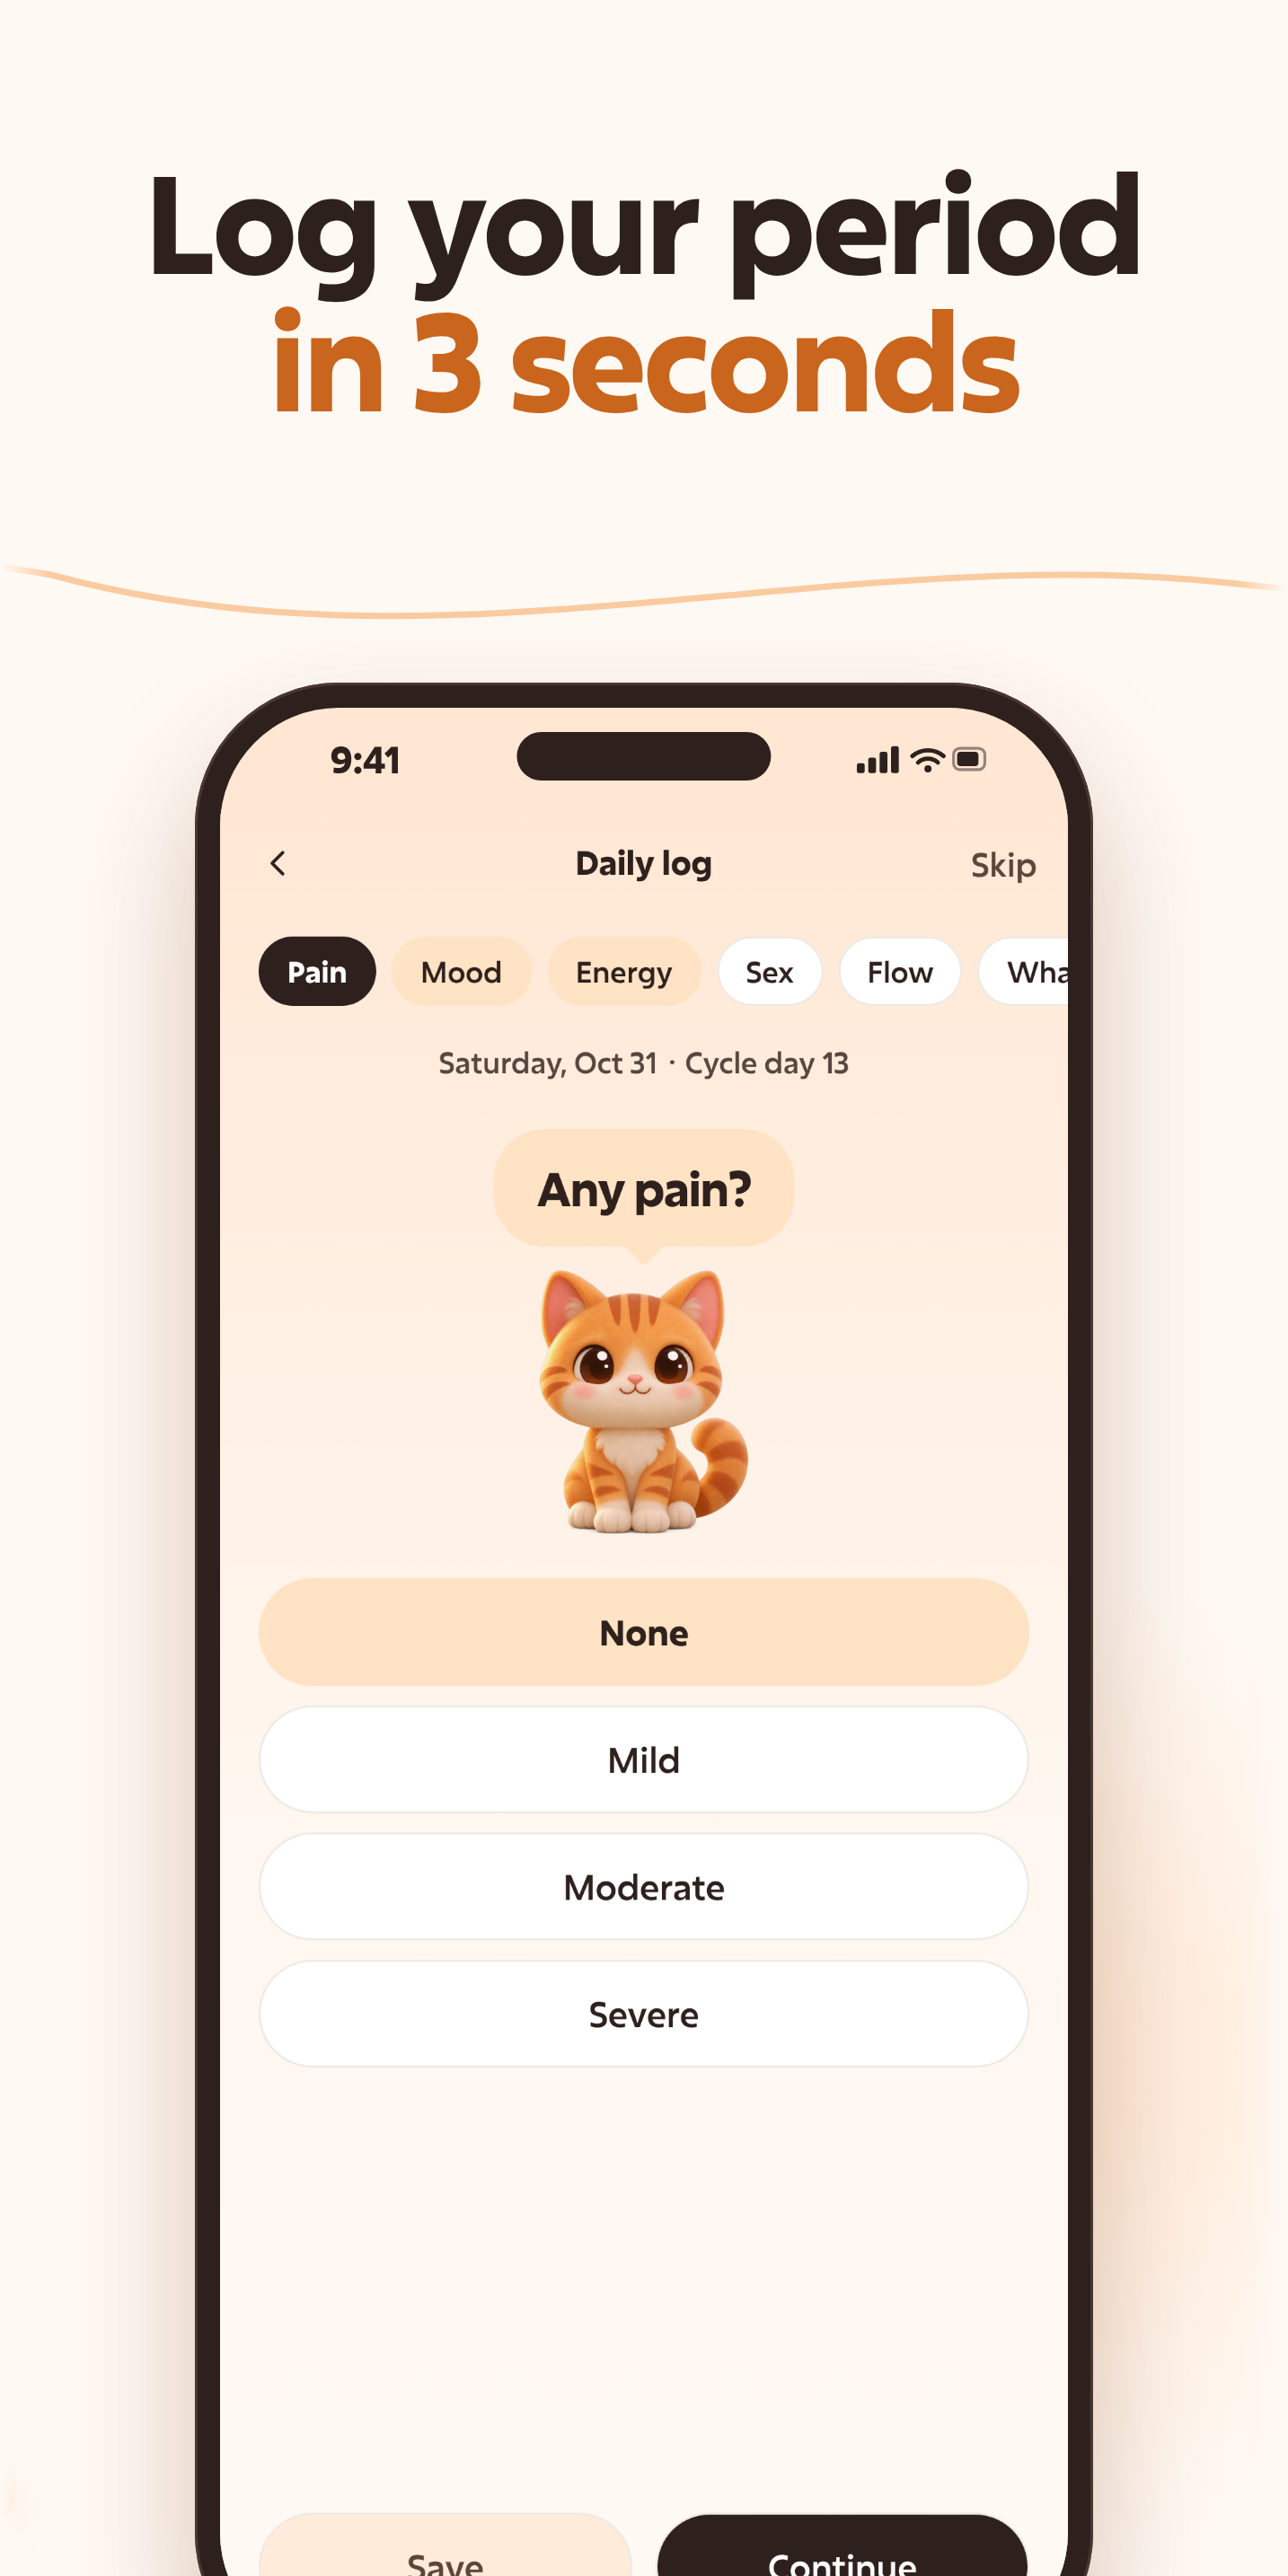 Log your period
in 3 seconds
9:41
Daily log
Skip
Pain
Mood
Energy
Sex
Flow
Wha
Saturday, Oct 31 · Cycle day 13
Any pain?
None
Mild
Moderate
Severe
Save
Continue